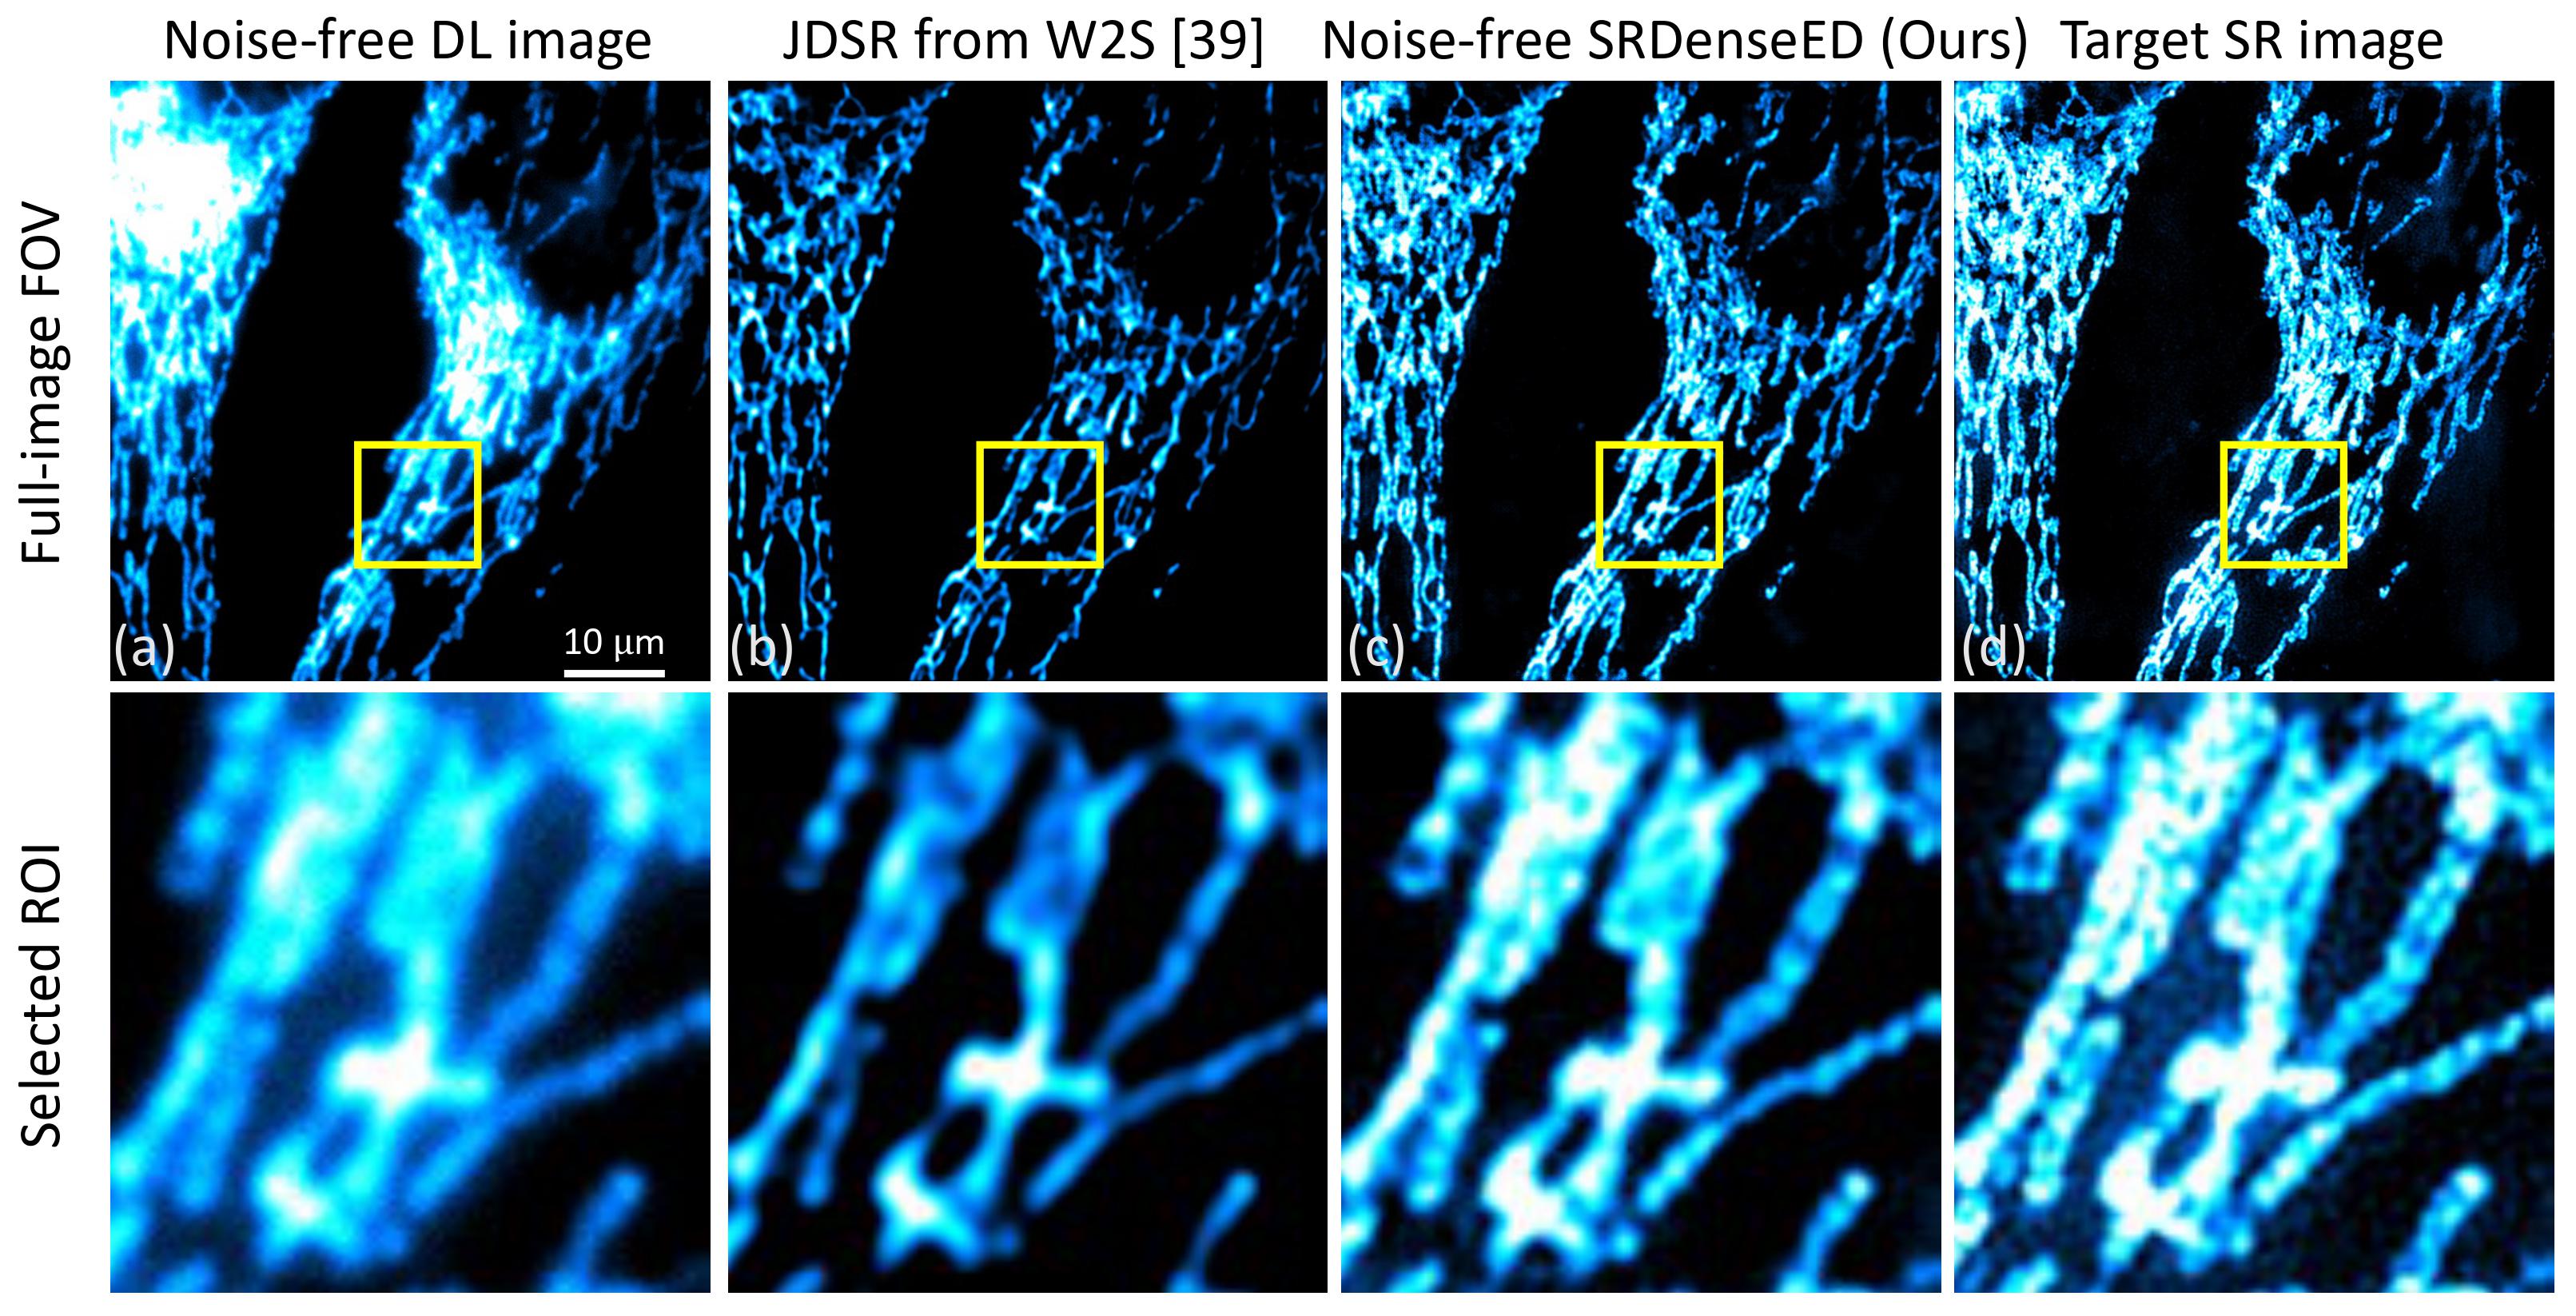 Noise-free DL image
JDSR from W2S [39]
Noise-free SRDenseED (Ours)
Target SR image
Full-image FOV
(a)
10 µm
(b)
(c)
(d)
Selected ROI